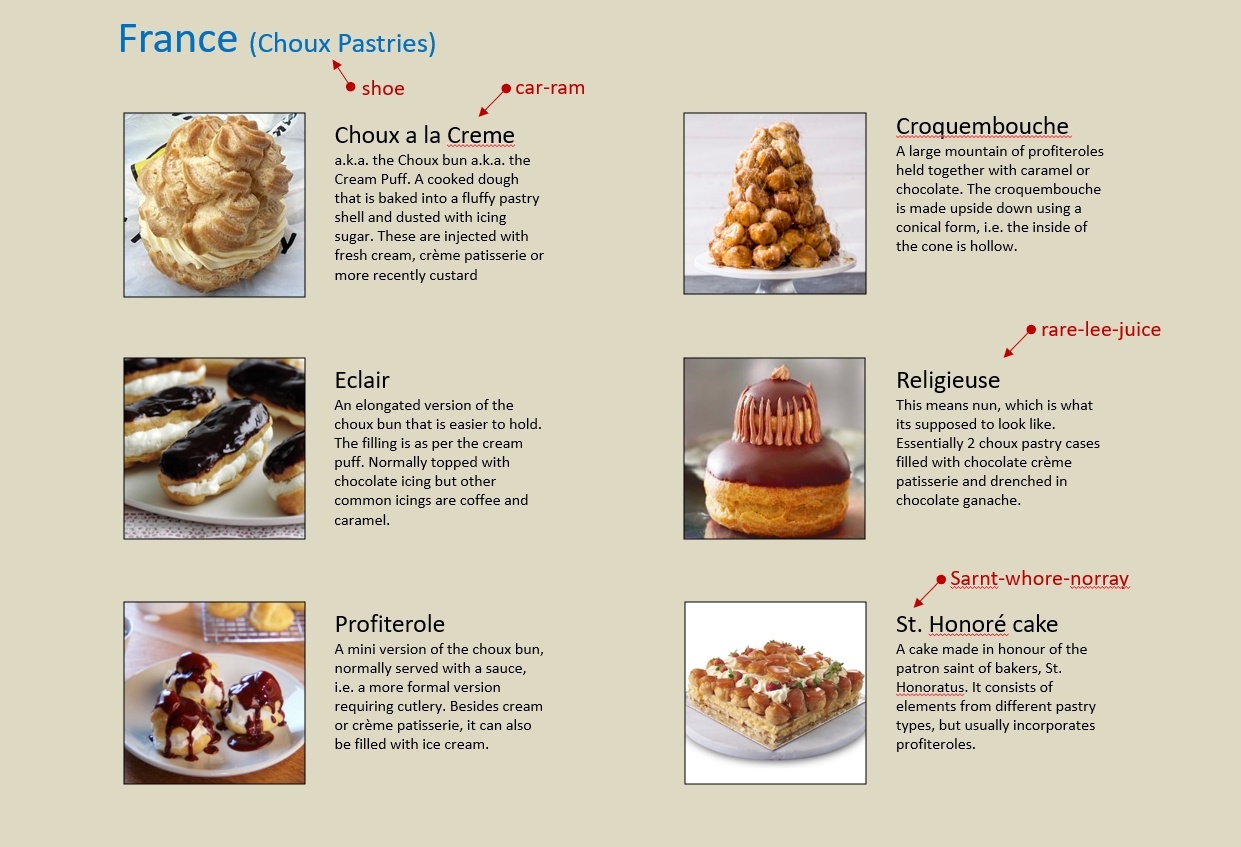 France (Choux Pastries)
shoe
car-ram
Choux a la Creme
a.k.a. the Choux bun a.k.a. the
Cream Puff. A cooked dough
that is baked into a fluffy pastry
shell and dusted with icing
sugar. These are injected with
fresh cream, crème patisserie or
more recently custard
Croquembouche
A large mountain of profiteroles
held together with caramel or
chocolate. The croquembouche
is made upside down using a
conical form, i.e. the inside of
the cone is hollow.
Eclair
An elongated version of the
choux bun that is easier to hold.
The filling is as per the cream
puff. Normally topped with
chocolate icing but other
common icings are coffee and
caramel.
rare-lee-juice
Religieuse
This means nun, which is what
its supposed to look like.
Essentially 2 choux pastry cases
filled with chocolate crème
patisserie and drenched in
chocolate ganache.
Profiterole
A mini version of the choux bun,
normally served with a sauce,
i.e. a more formal version
requiring cutlery. Besides cream
or crème patisserie, it can also
be filled with ice cream.
Sarnt-whore-norray
St. Honoré cake
A cake made in honour of the
patron saint of bakers, St.
Honoratus. It consists of
elements from different pastry
types, but usually incorporates
profiteroles.